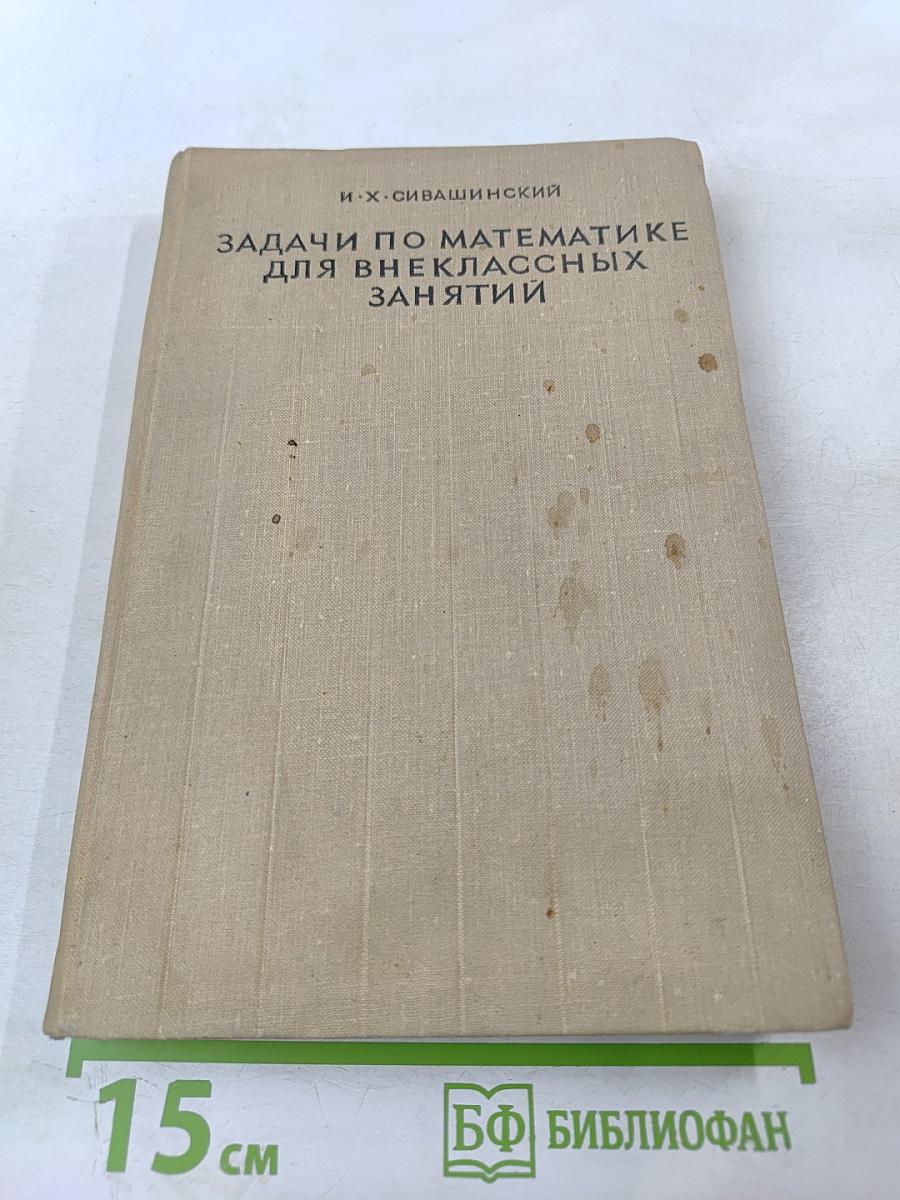 И·Х·СИВАШИНСКИЙ
ЗАДАЧИ ПО МАТЕМАТИКЕ
ДЛЯ ВНЕКЛАССНЫХ
ЗАНЯТИЙ
15 см
БФ БИБЛИОФАН